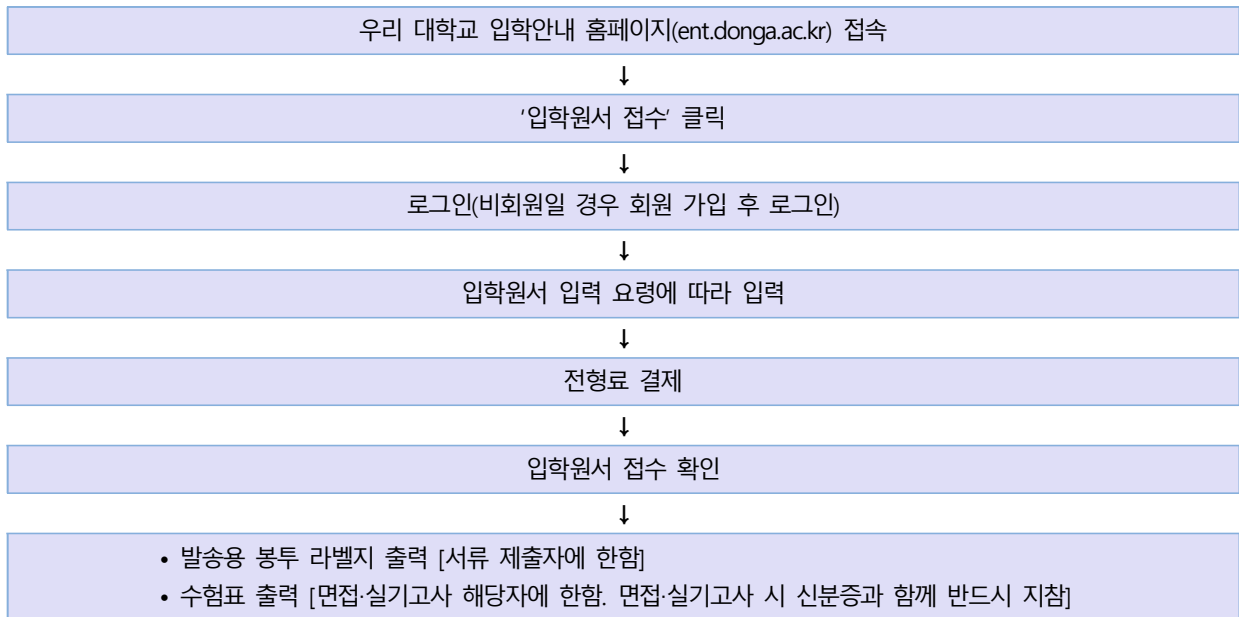 우리 대학교 입학안내 홈페이지(ent.donga.ac.kr) 접속
↓
'입학원서 접수' 클릭
↓
로그인(비회원일 경우 회원 가입 후 로그인)
↓
입학원서 입력 요령에 따라 입력
↓
전형료 결제
↓
입학원서 접수 확인
↓
• 발송용 봉투 라벨지 출력 [서류 제출자에 한함]
• 수험표 출력 [면접·실기고사 해당자에 한함. 면접·실기고사 시 신분증과 함께 반드시 지참]